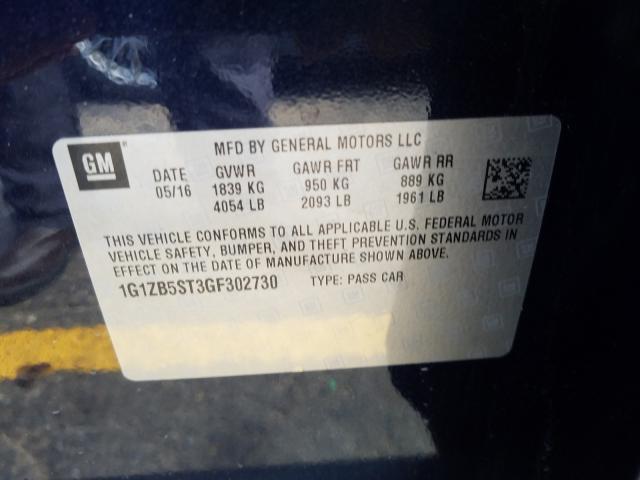 GM
MFD BY GENERAL MOTORS LLC
DATE GVWR GAWR FRT GAWR RR
05/16 1839 KG 950 KG 889 KG
4054 LB 2093 LB 1961 LB
THIS VEHICLE CONFORMS TO ALL APPLICABLE U.S. FEDERAL MOTOR
VEHICLE SAFETY, BUMPER, AND THEFT PREVENTION STANDARDS IN
EFFECT ON THE DATE OF MANUFACTURE SHOWN ABOVE.
1G1ZB5ST3GF302730 TYPE: PASS CAR